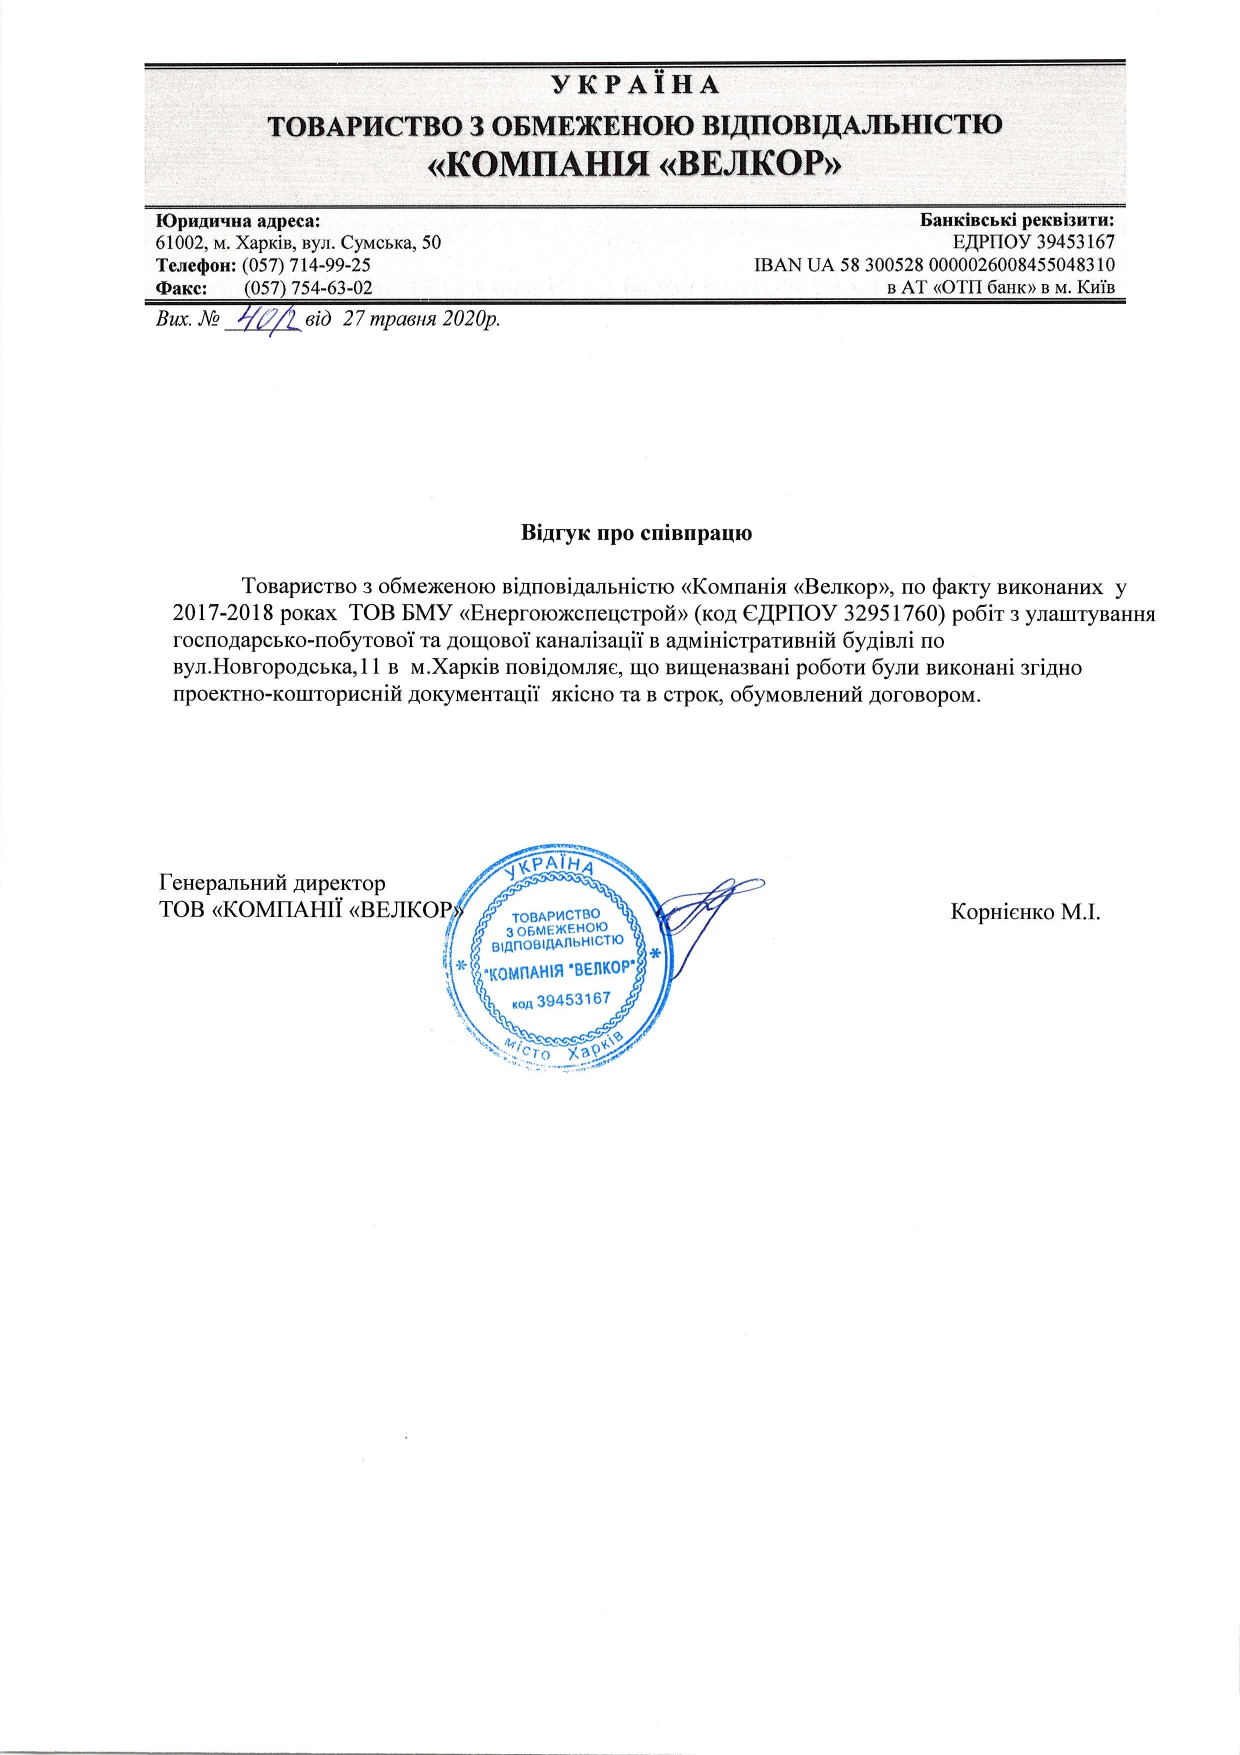 УКРАЇНА
ТОВАРИСТВО З ОБМЕЖЕНОЮ ВІДПОВІДАЛЬНІСТЮ
«КОМПАНІЯ «ВЕЛКОР»
Юридична адреса: Банківські реквізити:
61002, м. Харків, вул. Сумська, 50 ЕДРПОУ 39453167
Телефон: (057) 714-99-25 IBAN UA 58 300528 0000026008455048310
Факс: (057) 754-63-02 в АТ «ОТП банк» в м. Київ
Вих. № 40/2 від 27 травня 2020р.
Відгук про співпрацю
Товариство з обмеженою відповідальністю «Компанія «Велкор», по факту виконаних у
2017-2018 роках ТОВ БМУ «Енергоюжспецстрой» (код ЄДРПОУ 32951760) робіт з улаштування
господарсько-побутової та дощової каналізації в адміністративній будівлі по
вул.Новгородська,11 в м.Харків повідомляє, що вищеназвані роботи були виконані згідно
проектно-кошторисній документації якісно та в строк, обумовлений договором.
Генеральний директор
ТОВ «КОМПАНІЇ «ВЕЛКОР» Корнієнко М.І.
УКРАЇНА
ТОВАРИСТВО
З ОБМЕЖЕНОЮ
ВІДПОВІДАЛЬНІСТЮ
"КОМПАНІЯ "ВЕЛКОР"
код 39453167
місто Харків